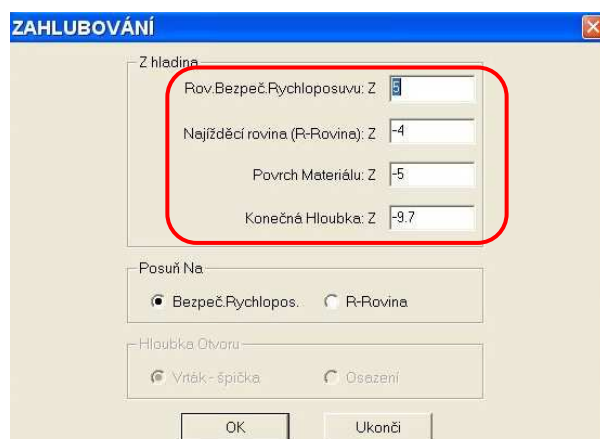 ZAHLUBOVÁNÍ
Z hladina
Rov.Bezpeč.Rychloposuvu: Z 5
Najížděcí rovina (R-Rovina): Z -4
Povrch Materiálu: Z -5
Konečná Hloubka: Z -9.7
Posuň Na
Bezpeč.Rychlopos. R-Rovina
Hloubka Otvoru
Vrták - špička Osazení
OK Ukonči